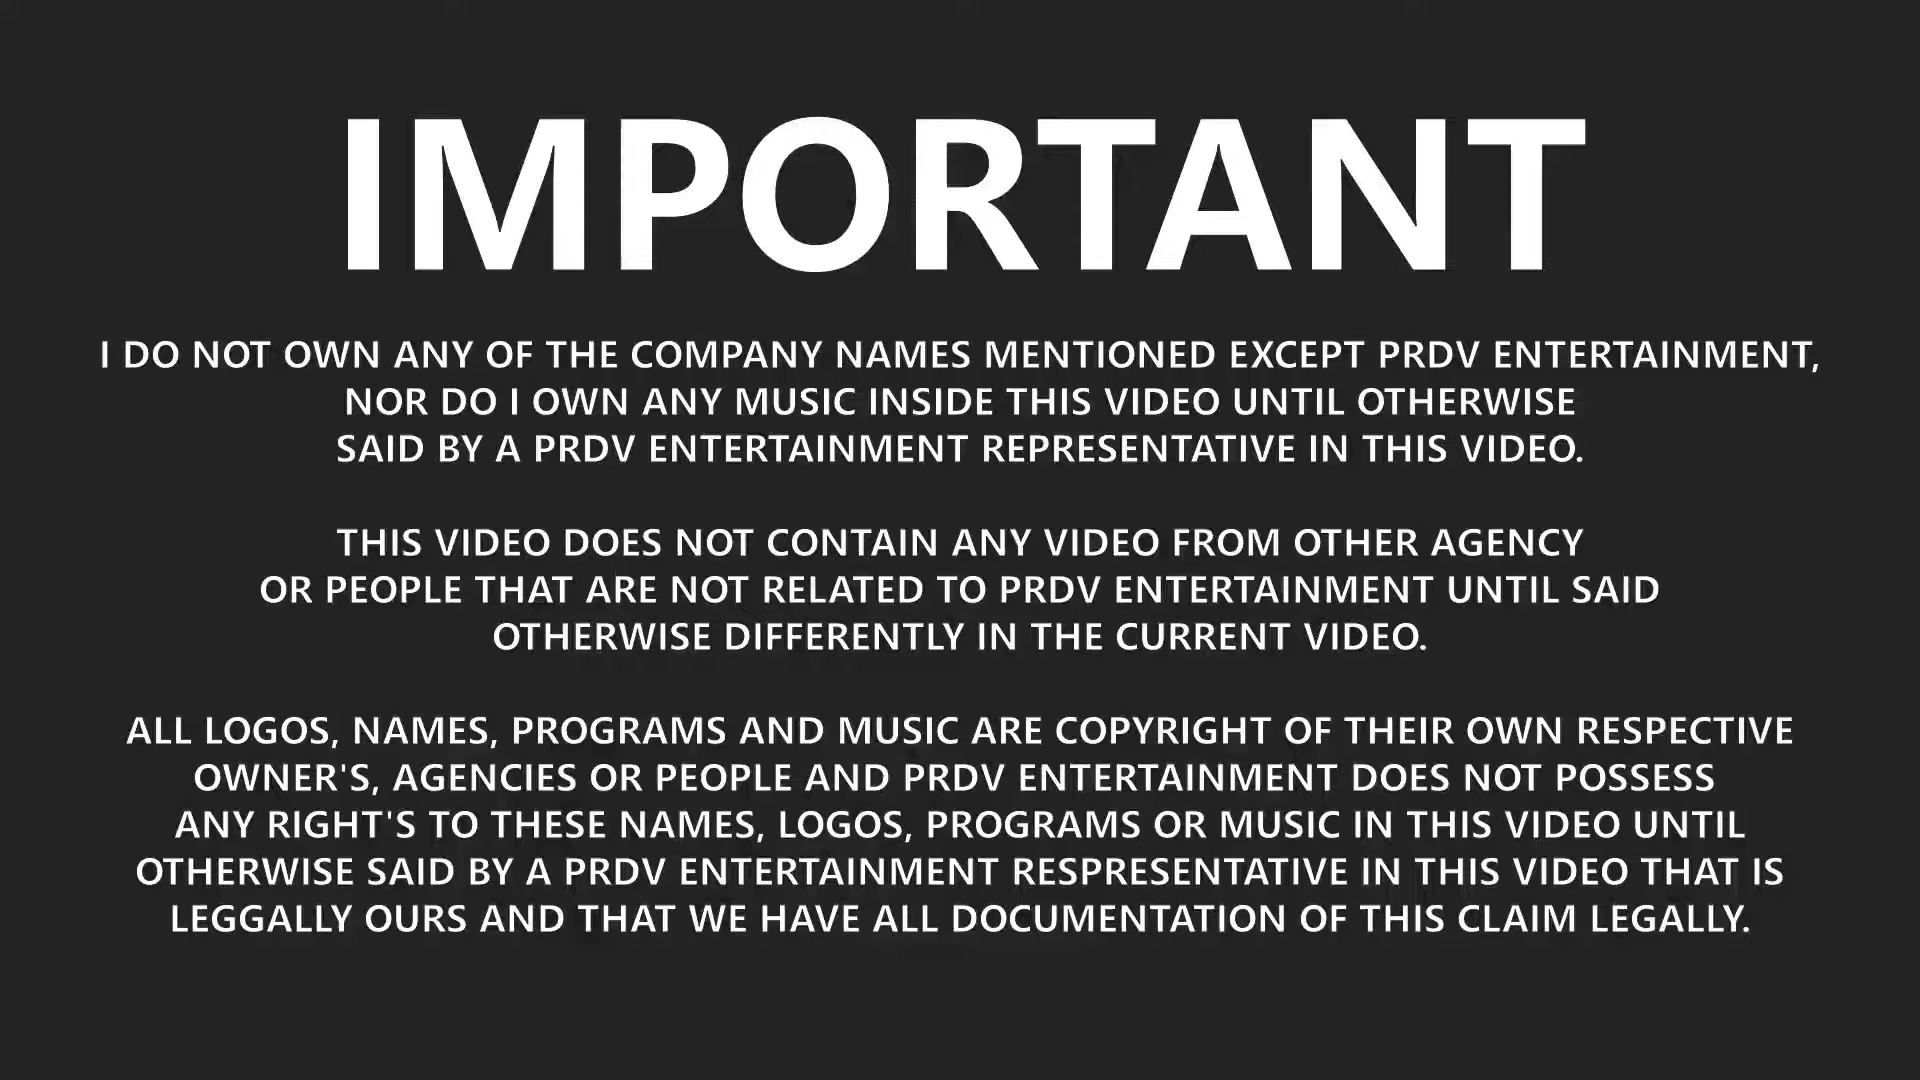 IMPORTANT
I DO NOT OWN ANY OF THE COMPANY NAMES MENTIONED EXCEPT PRDV ENTERTAINMENT,
NOR DO I OWN ANY MUSIC INSIDE THIS VIDEO UNTIL OTHERWISE
SAID BY A PRDV ENTERTAINMENT REPRESENTATIVE IN THIS VIDEO.
THIS VIDEO DOES NOT CONTAIN ANY VIDEO FROM OTHER AGENCY
OR PEOPLE THAT ARE NOT RELATED TO PRDV ENTERTAINMENT UNTIL SAID
OTHERWISE DIFFERENTLY IN THE CURRENT VIDEO.
ALL LOGOS, NAMES, PROGRAMS AND MUSIC ARE COPYRIGHT OF THEIR OWN RESPECTIVE
OWNER'S, AGENCIES OR PEOPLE AND PRDV ENTERTAINMENT DOES NOT POSSESS
ANY RIGHT'S TO THESE NAMES, LOGOS, PROGRAMS OR MUSIC IN THIS VIDEO UNTIL
OTHERWISE SAID BY A PRDV ENTERTAINMENT RESPRESENTATIVE IN THIS VIDEO THAT IS
LEGGALLY OURS AND THAT WE HAVE ALL DOCUMENTATION OF THIS CLAIM LEGALLY.